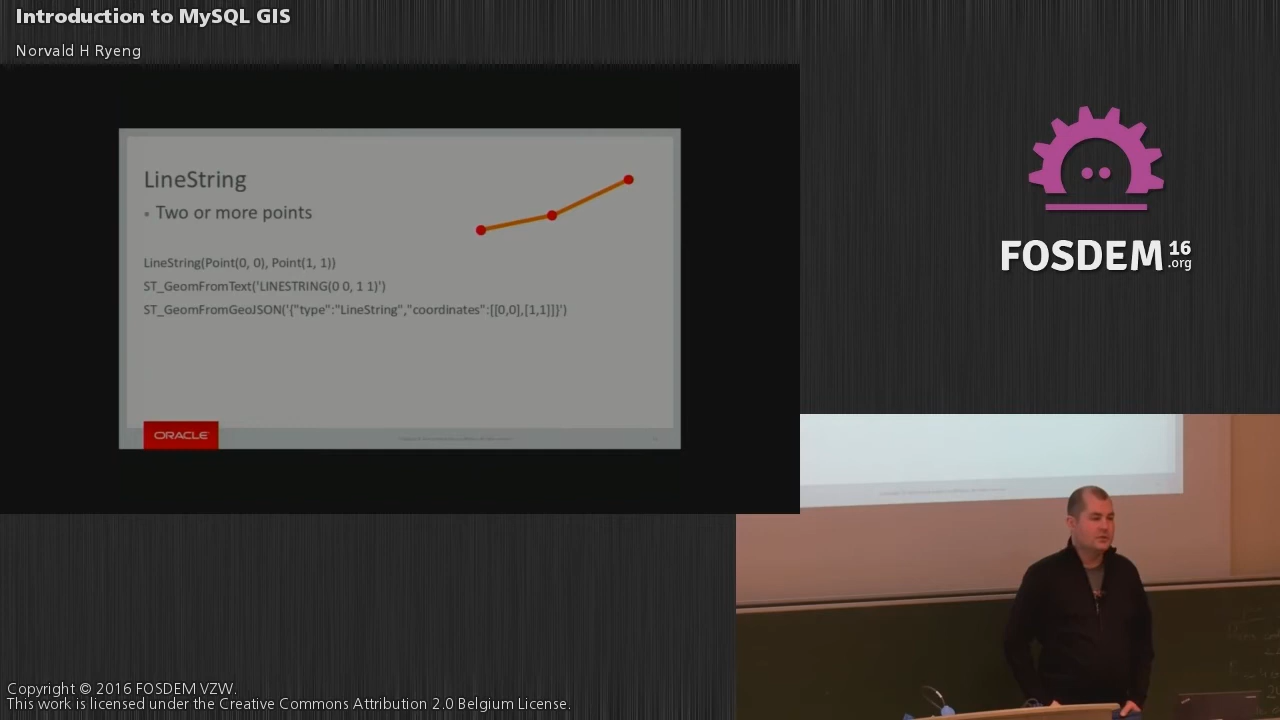 Introduction to MySQL GIS
Norvald H Ryeng
LineString
• Two or more points
LineString(Point(0, 0), Point(1, 1))
ST_GeomFromText('LINESTRING(0 0, 1 1)')
ST_GeomFromGeoJSON('{"type":"LineString","coordinates":[[0,0],[1,1]]}')
ORACLE
FOSDEM 16
.org
Copyright © 2016 FOSDEM VZW.
This work is licensed under the Creative Commons Attribution 2.0 Belgium License.